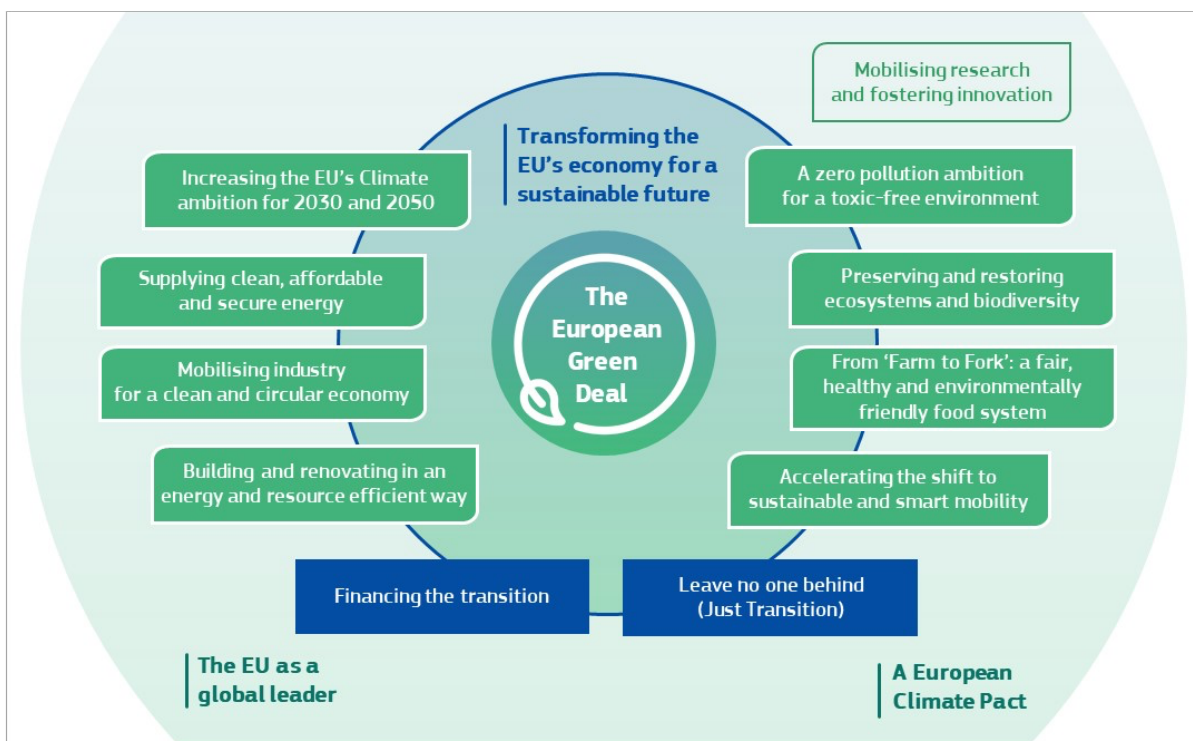 Mobilising research
and fostering innovation
Transforming the
EU's economy for a
sustainable future
Increasing the EU's Climate
ambition for 2030 and 2050
A zero pollution ambition
for a toxic-free environment
Supplying clean, affordable
and secure energy
Preserving and restoring
ecosystems and biodiversity
The
European
Green
Deal
Mobilising industry
for a clean and circular economy
From ‘Farm to Fork’: a fair,
healthy and environmentally
friendly food system
Building and renovating in an
energy and resource efficient way
Accelerating the shift to
sustainable and smart mobility
Financing the transition
Leave no one behind
(Just Transition)
The EU as a
global leader
A European
Climate Pact